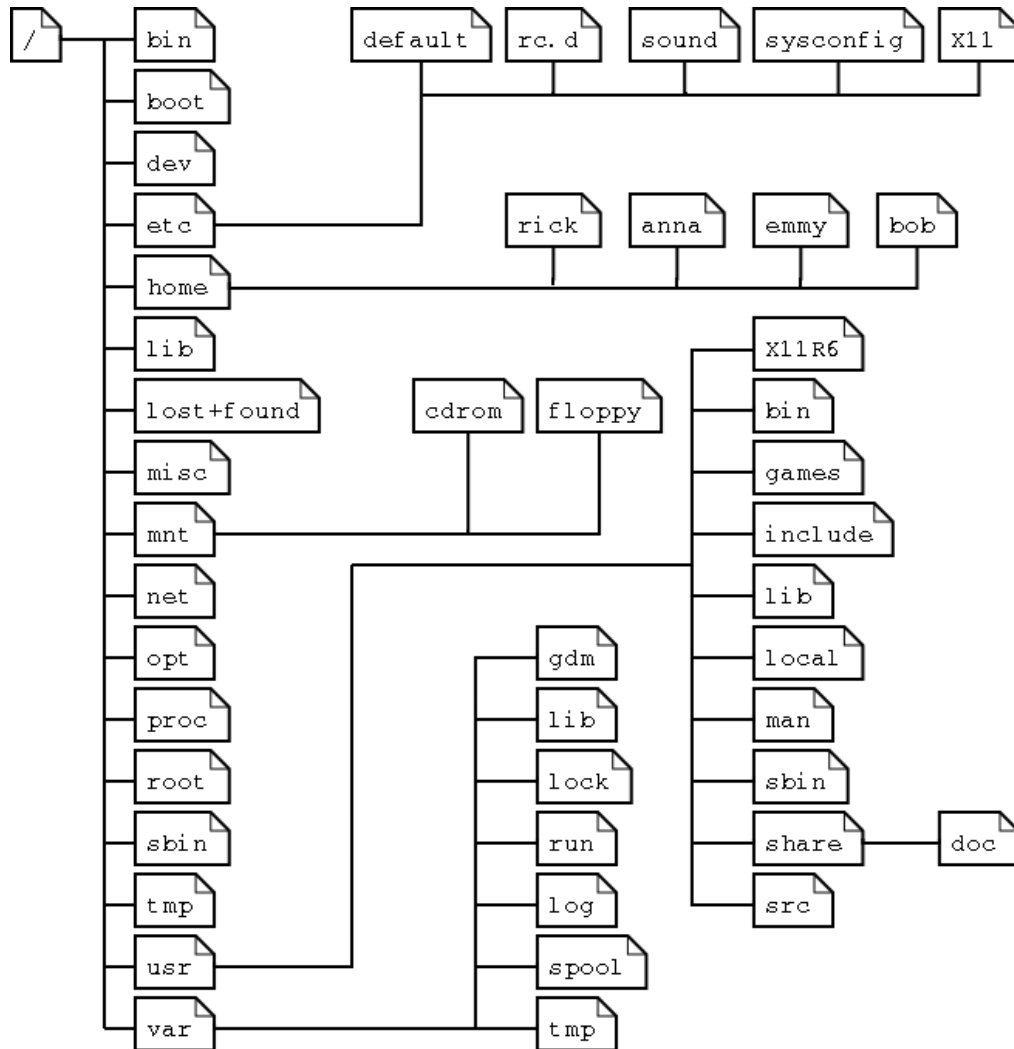 /
bin
default
rc.d
sound
sysconfig
X11
boot
dev
etc
rick
anna
emmy
bob
home
lib
X11R6
lost+found
cdrom
floppy
bin
misc
games
mnt
include
net
lib
opt
gdm
local
proc
lib
man
root
lock
sbin
sbin
run
share
doc
tmp
log
src
usr
spool
var
tmp